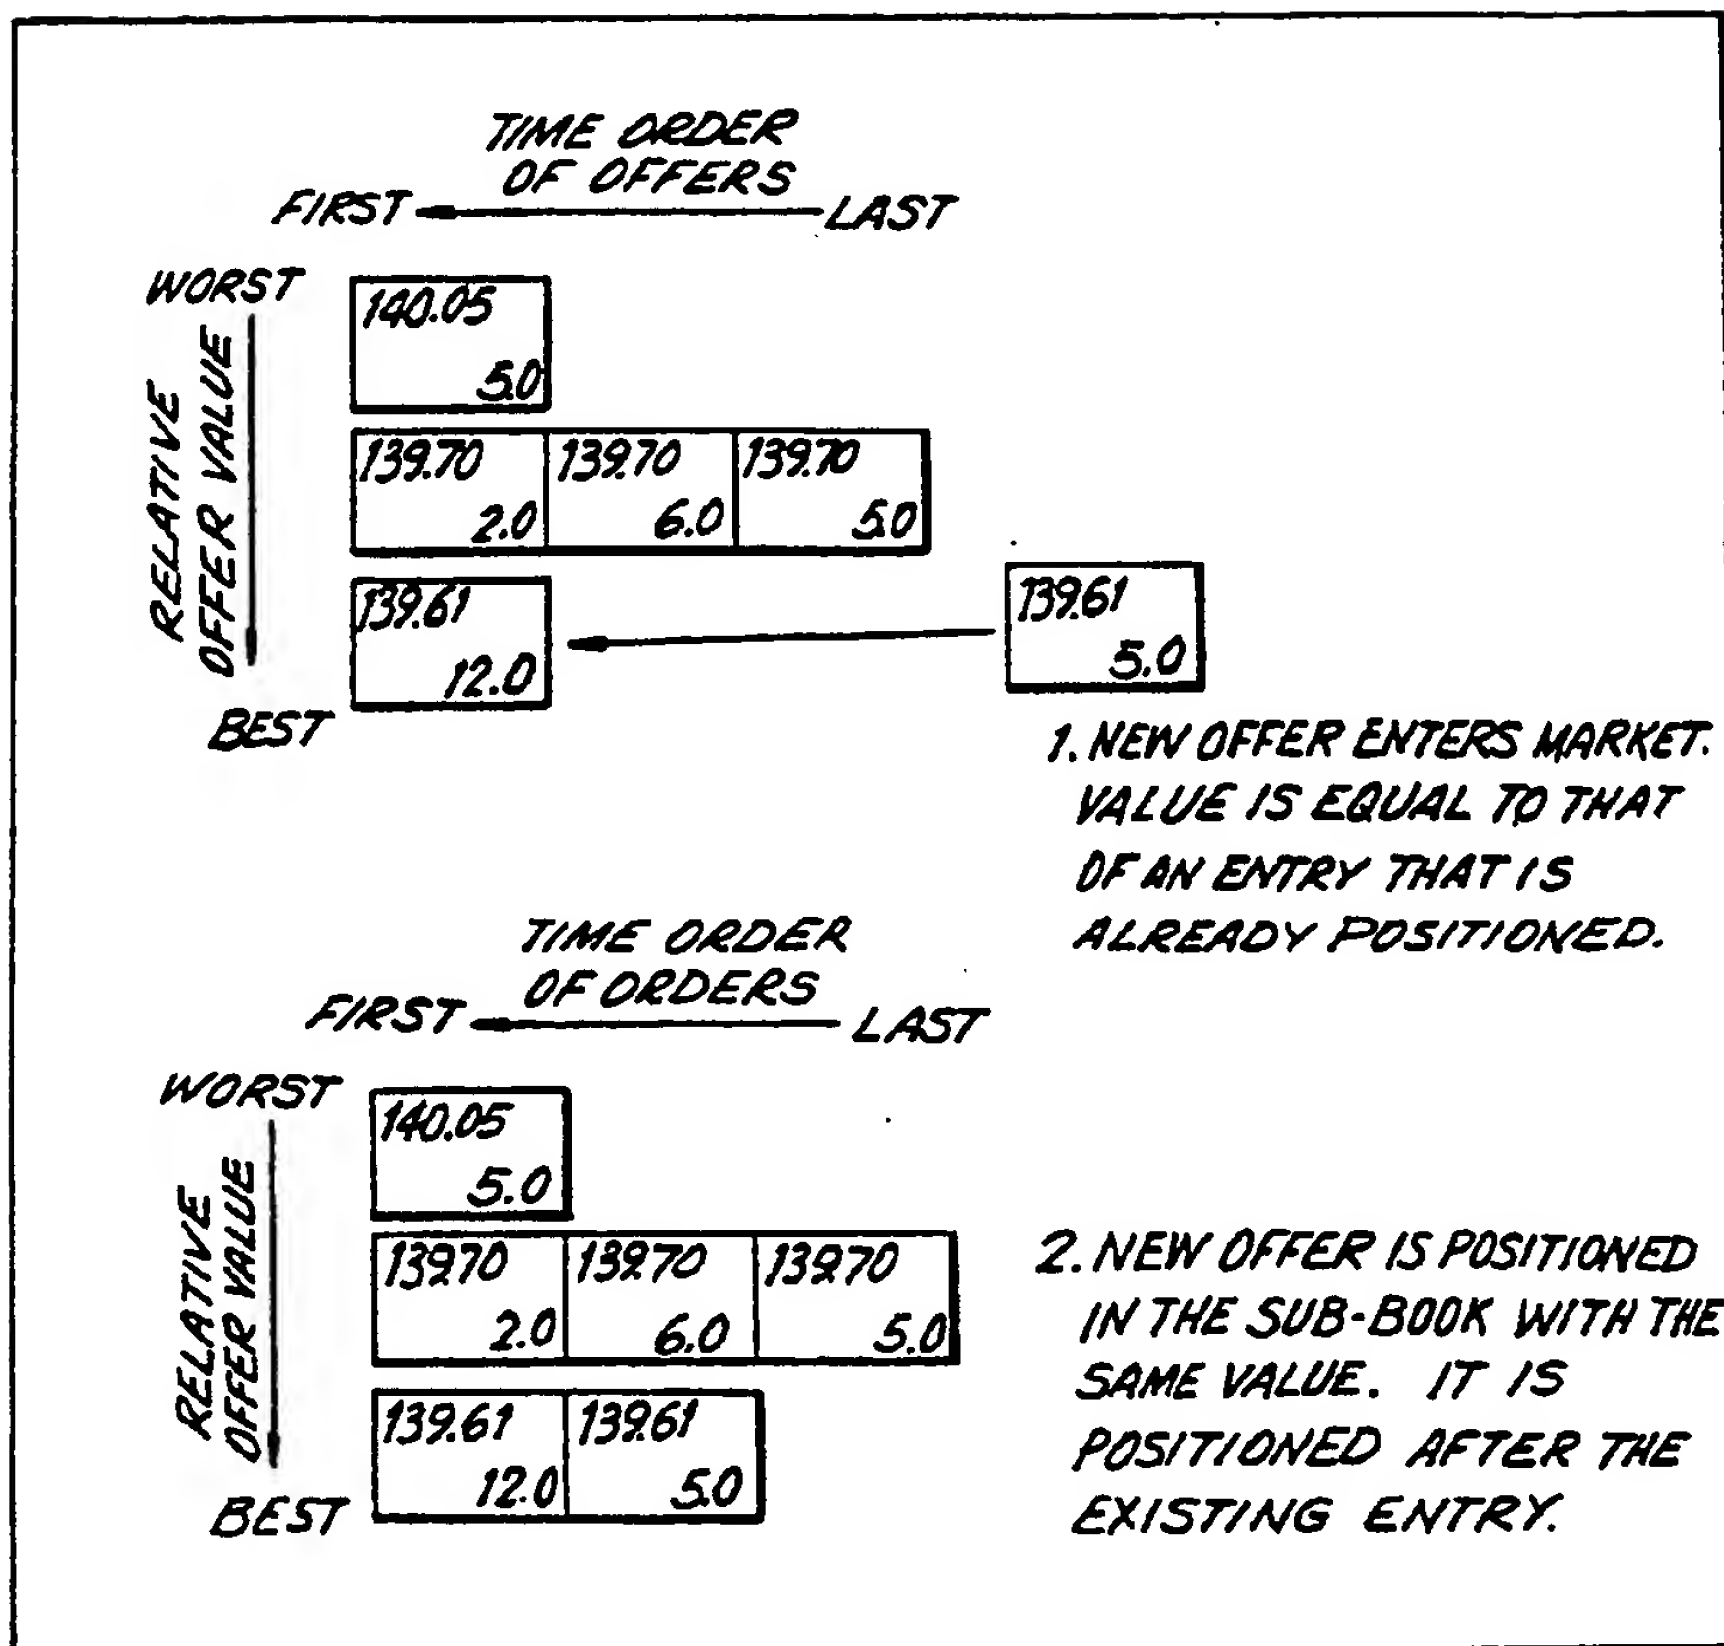 TIME ORDER
OF OFFERS
FIRST LAST
WORST
RELATIVE
OFFER VALUE
BEST
140.05
5.0
139.70 139.70 139.70
2.0 6.0 5.0
139.61 139.61
12.0 5.0
1. NEW OFFER ENTERS MARKET.
VALUE IS EQUAL TO THAT
OF AN ENTRY THAT IS
ALREADY POSITIONED.
TIME ORDER
OF ORDERS
FIRST LAST
WORST
RELATIVE
OFFER VALUE
BEST
140.05
5.0
139.70 139.70 139.70
2.0 6.0 5.0
139.61 139.61
12.0 5.0
2. NEW OFFER IS POSITIONED
IN THE SUB-BOOK WITH THE
SAME VALUE. IT IS
POSITIONED AFTER THE
EXISTING ENTRY.